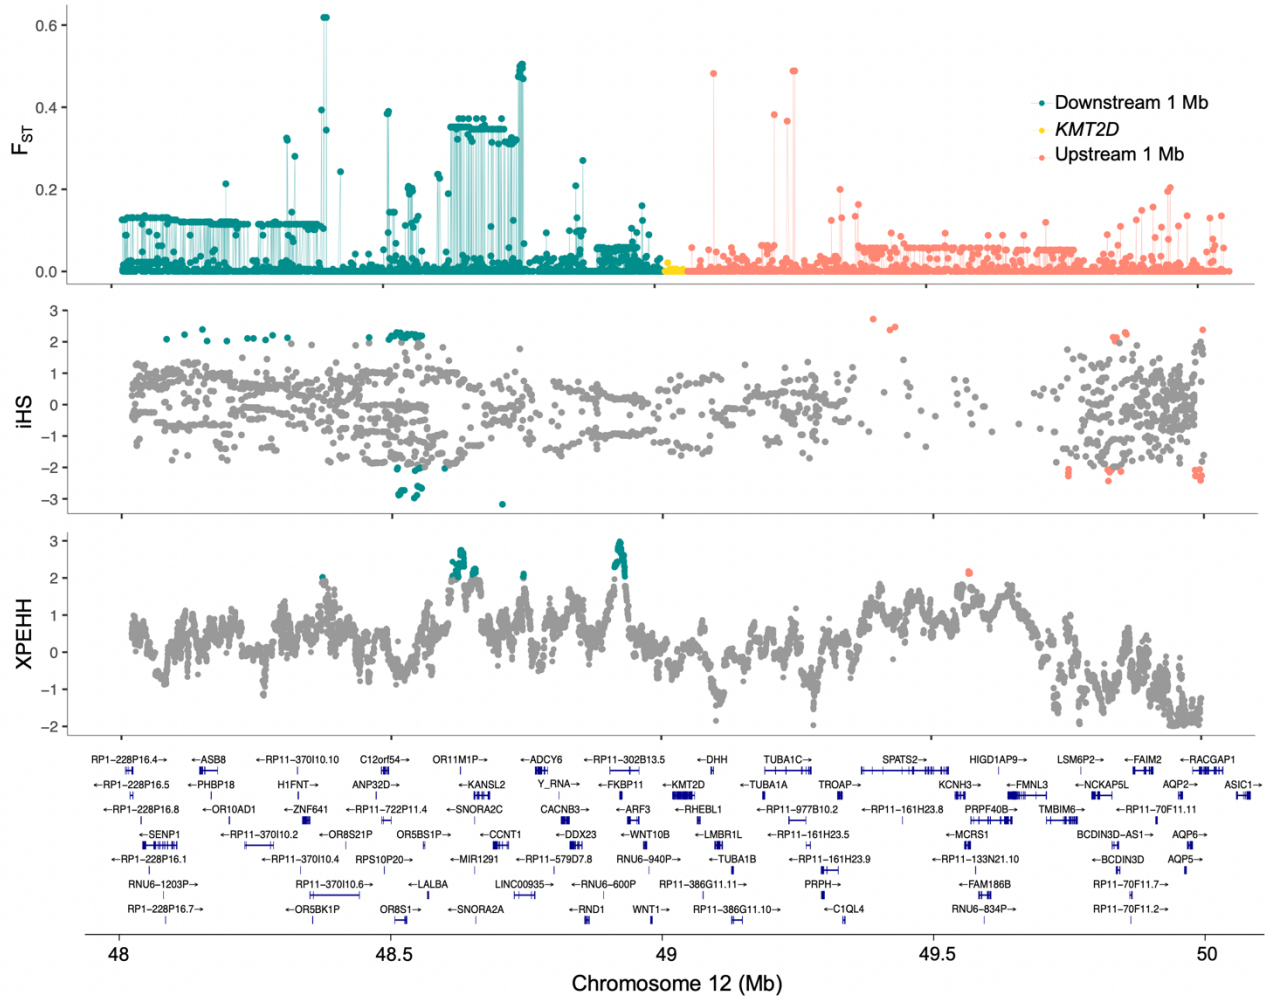 0.6
0.4
0.2
0.0
FST
Downstream 1 Mb
KMT2D
Upstream 1 Mb
3
2
1
0
−1
−2
−3
iHS
3
2
1
0
−1
−2
XPEHH
RP1−228P16.4→ ←ASB8 ←RP11−370I10.10 C12orf54→ OR11M1P→ ←ADCY6 ←RP11−302B13.5 ←DHH TUBA1C→ SPATS2→ HIGD1AP9→ LSM6P2→ ←FAIM2 ←RACGAP1
←RP1−228P16.5 ←PHBP18 H1FNT→ ANP32D→ ←KANSL2 Y_RNA→ ←FKBP11 ←KMT2D ←TUBA1A TROAP→ KCNH3→ ←FMNL3 ←NCKAP5L AQP2→ ASIC1→
←RP1−228P16.8 ←OR10AD1 ←ZNF641 ←RP11−722P11.4 ←SNORA2C CACNB3→ ←ARF3 ←RHEBL1 ←RP11−977B10.2 ←RP11−161H23.8 PRPF40B→ TMBIM6→ ←RP11−70F11.11
←SENP1 ←RP11−370I10.2 ←OR8S21P OR5BS1P→ ←CCNT1 ←DDX23 ←WNT10B ←LMBR1L ←RP11−161H23.5 ←MCRS1 BCDIN3D−AS1→ AQP6→
←RP1−228P16.1 ←RP11−370I10.4 RPS10P20→ ←MIR1291 ←RP11−579D7.8 RNU6−940P→ ←TUBA1B ←RP11−161H23.9 ←RP11−133N21.10 ←BCDIN3D AQP5→
RNU6−1203P→ RP11−370I10.6→ ←LALBA LINC00935→ ←RNU6−600P RP11−386G11.11→ PRPH→ ←FAM186B RP11−70F11.7→
RP1−228P16.7→ ←OR5BK1P OR8S1→ ←SNORA2A ←RND1 WNT1→ RP11−386G11.10→ ←C1QL4 RNU6−834P→ RP11−70F11.2→
48 48.5 49 49.5 50
Chromosome 12 (Mb)